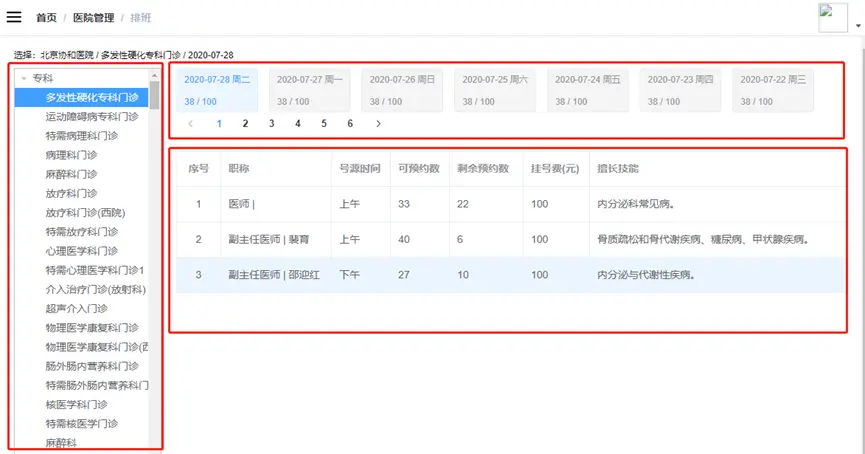 首页 / 医院管理 / 排班
选择：北京协和医院 / 多发性硬化专科门诊 / 2020-07-28
专科
多发性硬化专科门诊
运动障碍病专科门诊
特需病理科门诊
病理科门诊
麻醉科门诊
放疗科门诊
放疗科门诊(西院)
特需放疗科门诊
心理医学科门诊
特需心理医学科门诊1
介入治疗门诊(放射科)
超声介入门诊
物理医学康复科门诊
物理医学康复科门诊(西
肠外肠内营养科门诊
特需肠外肠内营养科门
核医学科门诊
特需核医学门诊
麻醉科
2020-07-28 周二 2020-07-27 周一 2020-07-26 周日 2020-07-25 周六 2020-07-24 周五 2020-07-23 周四 2020-07-22 周三
38 / 100 38 / 100 38 / 100 38 / 100 38 / 100 38 / 100 38 / 100
< 1 2 3 4 5 6 >
序号 职称 号源时间 可预约数 剩余预约数 挂号费(元) 擅长技能
1 医师 | 上午 33 22 100 内分泌科常见病。
2 副主任医师 | 裴育 上午 40 6 100 骨质疏松和骨代谢疾病、糖尿病、甲状腺疾病。
3 副主任医师 | 邵迎红 下午 27 10 100 内分泌与代谢性疾病。